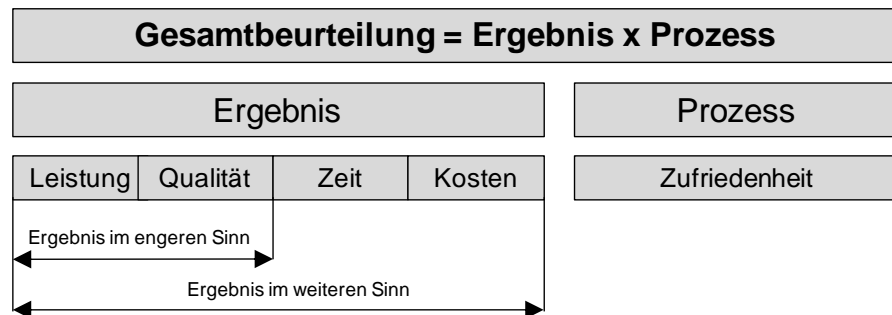 Gesamtbeurteilung = Ergebnis x Prozess
Ergebnis Prozess
Leistung Qualität Zeit Kosten Zufriedenheit
Ergebnis im engeren Sinn
Ergebnis im weiteren Sinn